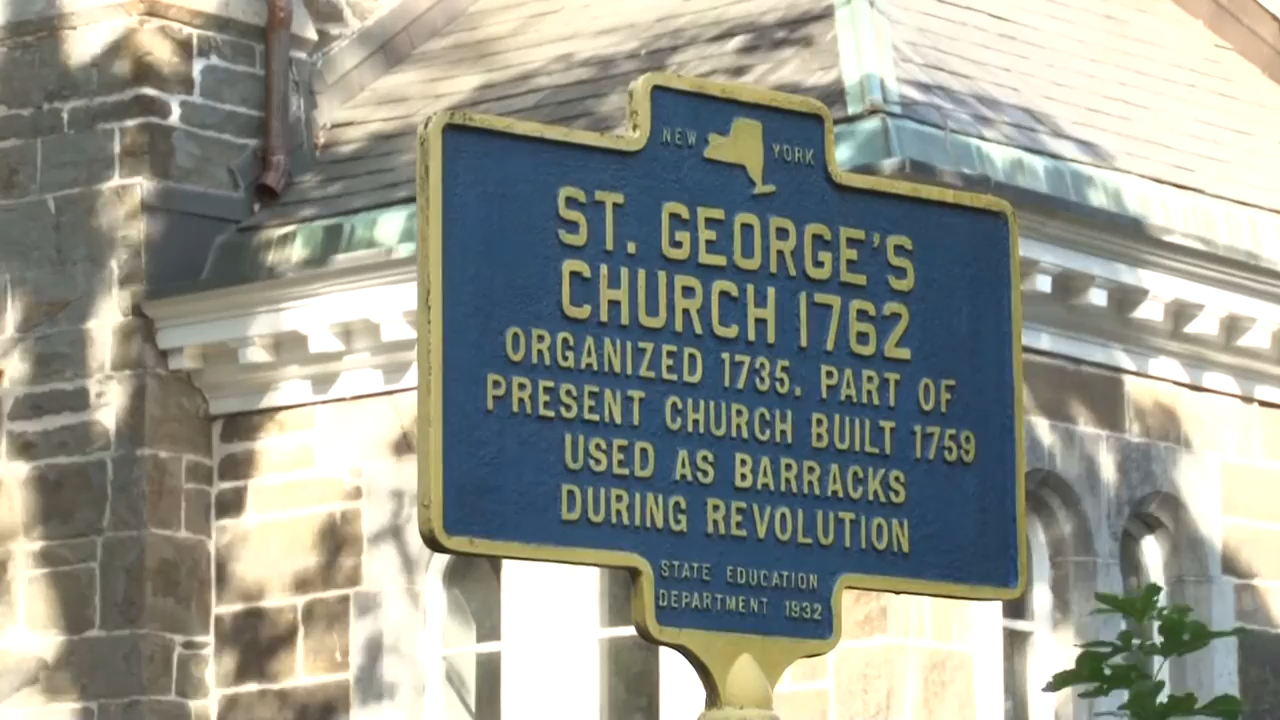 NEW YORK
ST. GEORGE'S
CHURCH 1762
ORGANIZED 1735. PART OF
PRESENT CHURCH BUILT 1759
USED AS BARRACKS
DURING REVOLUTION
STATE EDUCATION
DEPARTMENT 1932